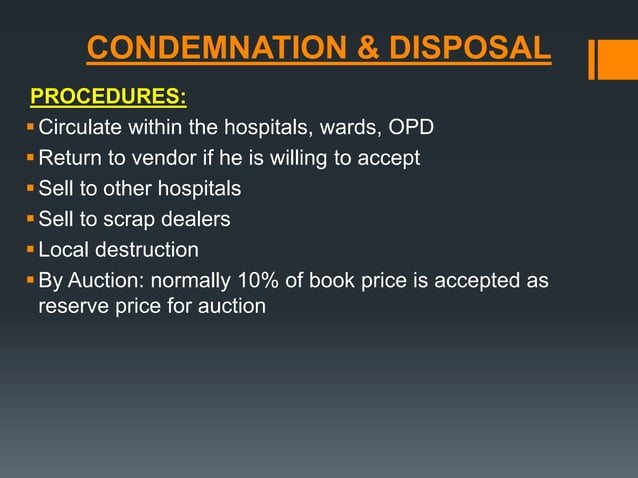 CONDEMNATION & DISPOSAL
PROCEDURES:
▪Circulate within the hospitals, wards, OPD
▪Return to vendor if he is willing to accept
▪Sell to other hospitals
▪Sell to scrap dealers
▪Local destruction
▪By Auction: normally 10% of book price is accepted as
reserve price for auction